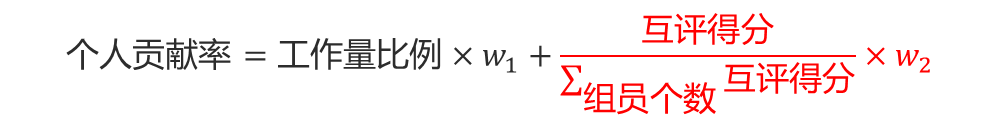 个人贡献率 = 工作量比例 × w₁ + 互评得分 / ∑组员个数 互评得分 × w₂